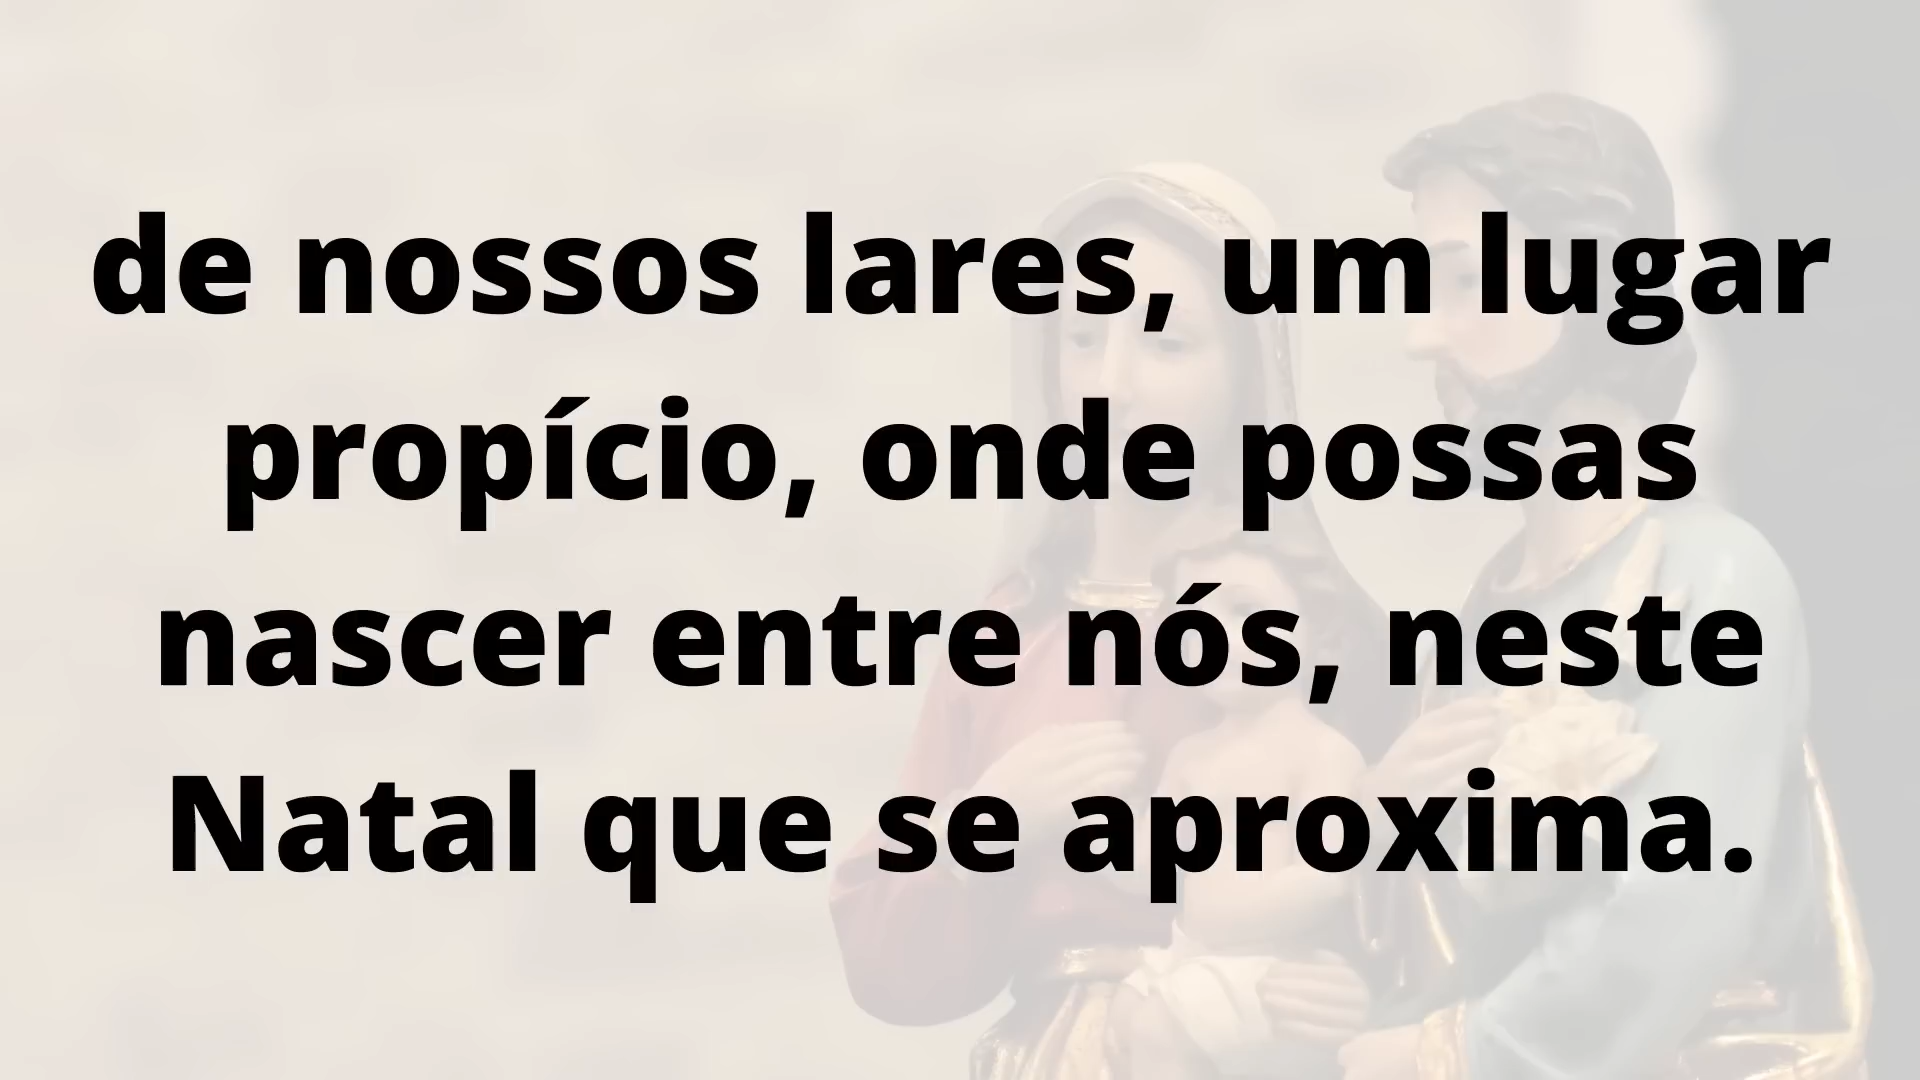 de nossos lares, um lugar
propício, onde possas
nascer entre nós, neste
Natal que se aproxima.